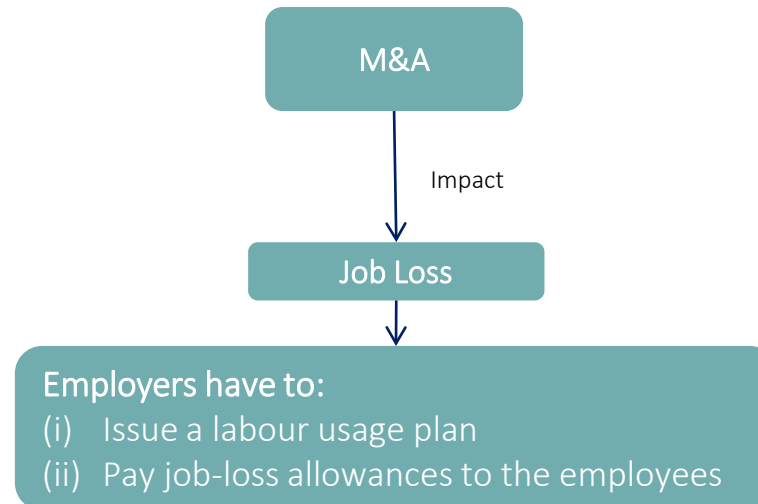 M&A
Impact
Job Loss
Employers have to:
(i) Issue a labour usage plan
(ii) Pay job-loss allowances to the employees